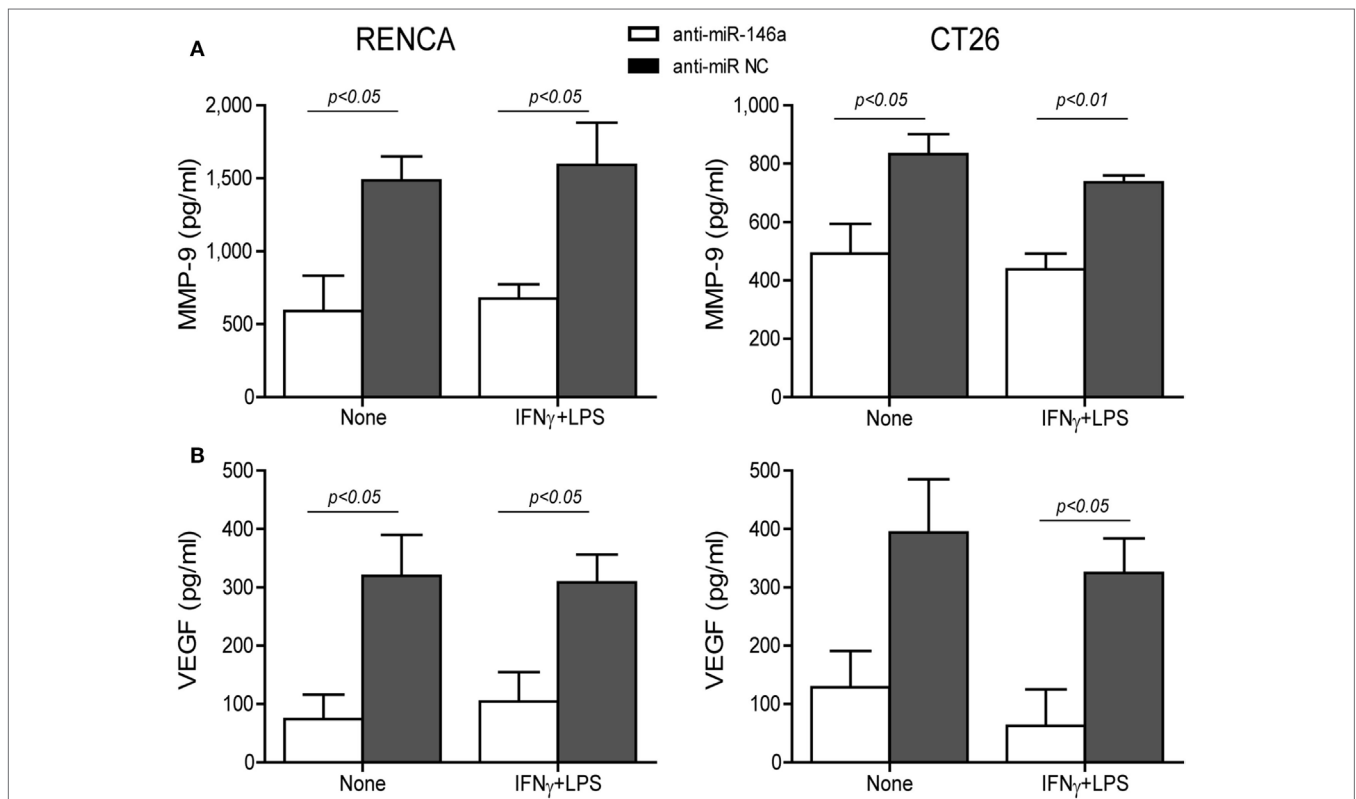 A
RENCA
anti-miR-146a
anti-miR NC
CT26
MMP-9 (pg/ml)
2,000
1,500
1,000
500
0
p<0.05
p<0.05
None
IFNγ+LPS
MMP-9 (pg/ml)
1,000
800
600
400
200
0
p<0.05
p<0.01
None
IFNγ+LPS
B
VEGF (pg/ml)
500
400
300
200
100
0
p<0.05
p<0.05
None
IFNγ+LPS
VEGF (pg/ml)
500
400
300
200
100
0
p<0.05
None
IFNγ+LPS